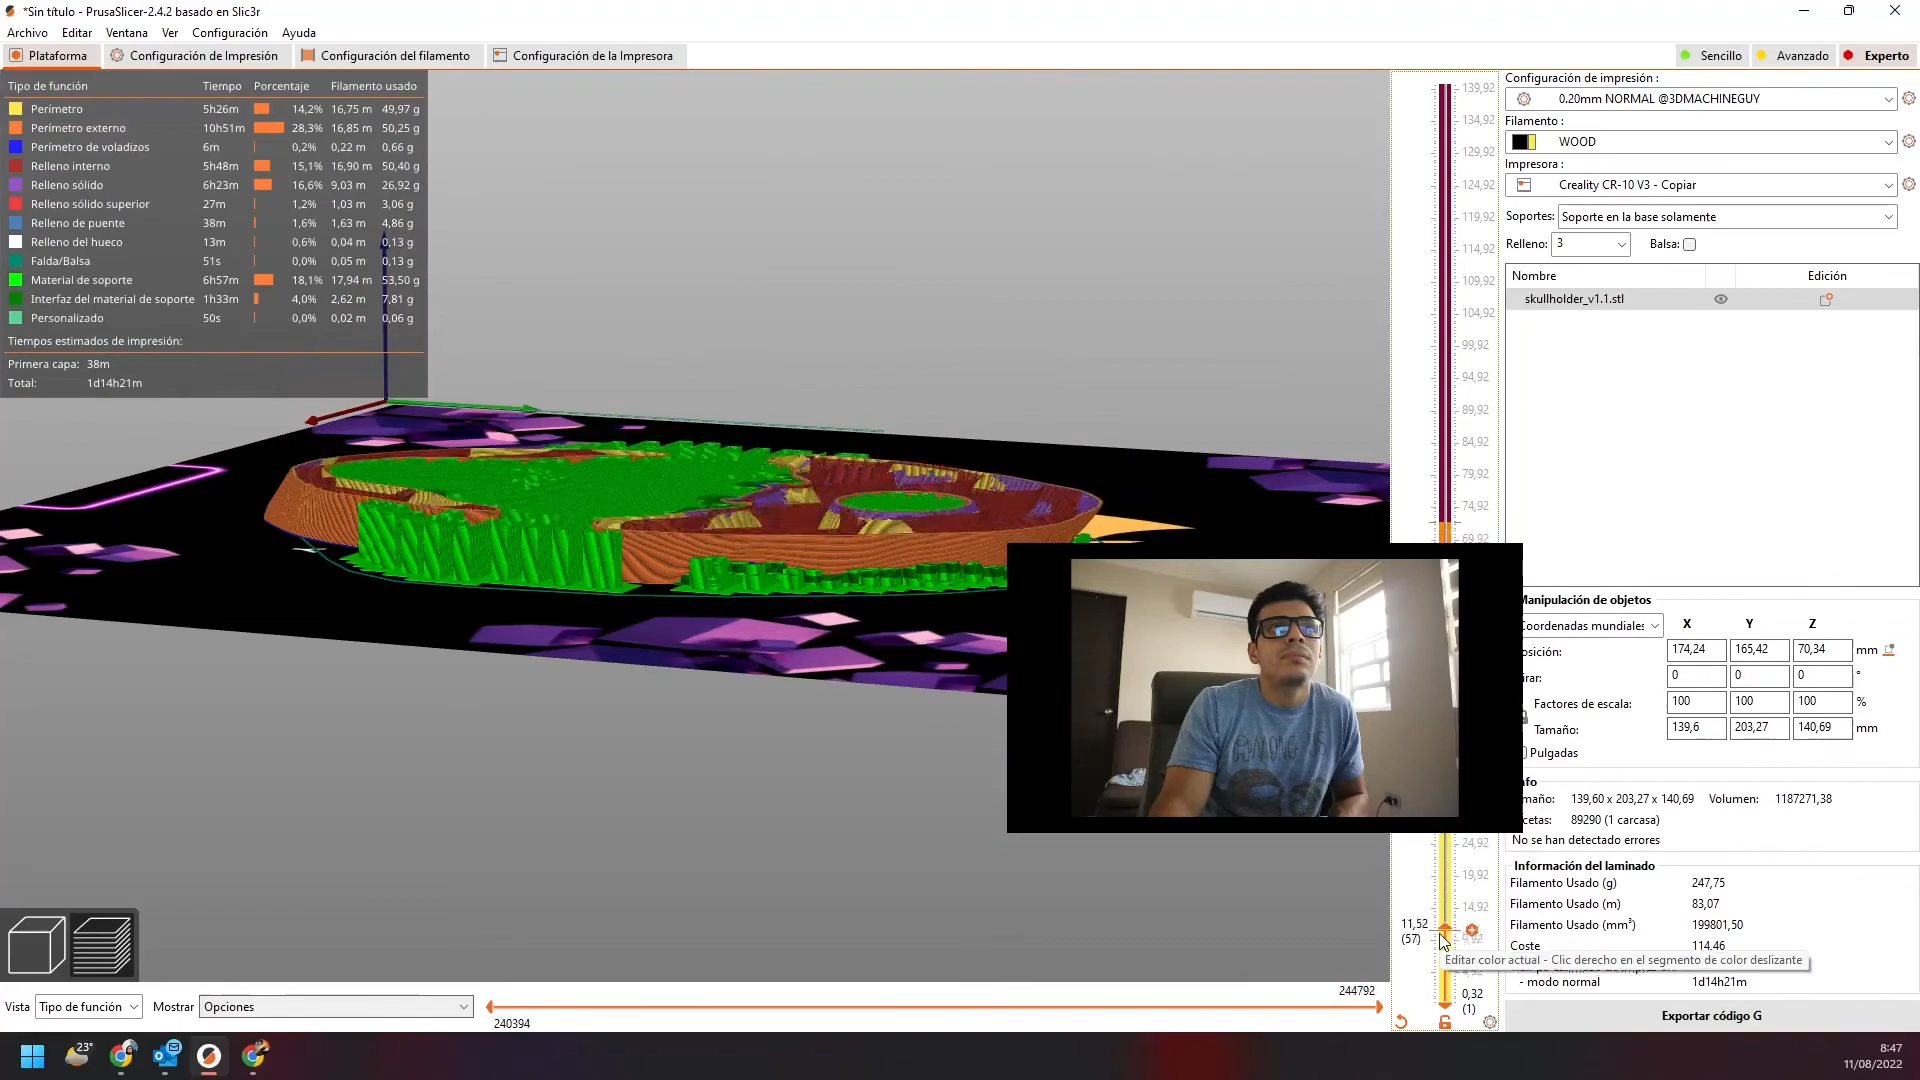 *Sin título - PrusaSlicer-2.4.2 basado en Slic3r
Archivo Editar Ventana Ver Configuración Ayuda
Plataforma Configuración de Impresión Configuración del filamento Configuración de la Impresora Sencillo Avanzado Experto
Tipo de función Tiempo Porcentaje Filamento usado
Perímetro 5h26m 14,2% 16,75 m 49,97 g
Perímetro externo 10h51m 28,3% 16,85 m 50,25 g
Perímetro de voladizos 6m 0,2% 0,22 m 0,66 g
Relleno interno 5h48m 15,1% 16,90 m 50,40 g
Relleno sólido 6h23m 16,6% 9,03 m 26,92 g
Relleno sólido superior 27m 1,2% 1,03 m 3,06 g
Relleno de puente 38m 1,6% 1,63 m 4,86 g
Relleno del hueco 13m 0,6% 0,04 m 0,13 g
Falda/Balsa 51s 0,0% 0,05 m 0,13 g
Material de soporte 6h57m 18,1% 17,94 m 53,50 g
Interfaz del material de soporte 1h33m 4,0% 2,62 m 7,81 g
Personalizado 50s 0,0% 0,02 m 0,06 g
Tiempos estimados de impresión:
Primera capa: 38m
Total: 1d14h21m
139,92
134,92
129,92
124,92
119,92
114,92
109,92
104,92
99,92
94,92
89,92
84,92
79,92
74,92
69,92
24,92
19,92
14,92
11,52
(57)
9,92
0,32
(1)
Configuración de impresión :
0.20mm NORMAL @3DMACHINEGUY
Filamento :
WOOD
Impresora :
Creality CR-10 V3 - Copiar
Soportes: Soporte en la base solamente
Relleno: 3 Balsa:
Nombre Edición
skullholder_v1.1.stl
Manipulación de objetos
Coordenadas mundiales X Y Z
osición: 174,24 165,42 70,34 mm
irar: 0 0 0 °
Factores de escala: 100 100 100 %
Tamaño: 139,6 203,27 140,69 mm
Pulgadas
nfo
maño: 139,60 x 203,27 x 140,69 Volumen: 1187271,38
cetas: 89290 (1 carcasa)
No se han detectado errores
Información del laminado
Filamento Usado (g) 247,75
Filamento Usado (m) 83,07
Filamento Usado (mm³) 199801,50
Coste 114,46
Editar color actual - Clic derecho en el segmento de color deslizante
- modo normal 1d14h21m
Exportar código G
AMONG US
Vista Tipo de función Mostrar Opciones
244792
240394
23°
8:47
11/08/2022